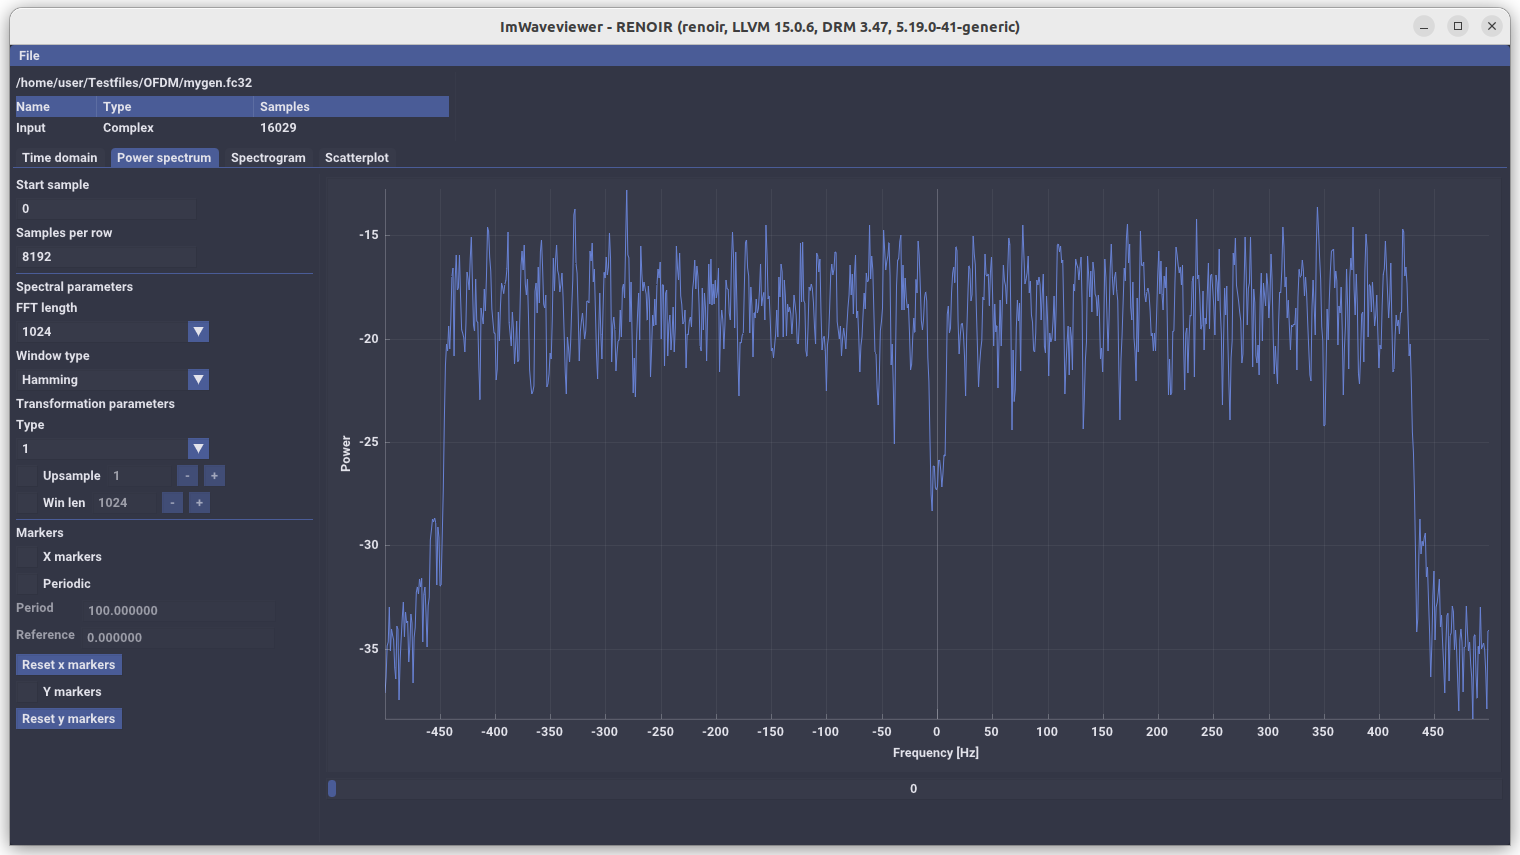 ImWaveviewer - RENOIR (renoir, LLVM 15.0.6, DRM 3.47, 5.19.0-41-generic)
File
/home/user/Testfiles/OFDM/mygen.fc32
Name Type Samples
Input Complex 16029
Time domain Power spectrum Spectrogram Scatterplot
Start sample
0
Samples per row
8192
Spectral parameters
FFT length
1024
Window type
Hamming
Transformation parameters
Type
1
Upsample 1 - +
Win len 1024 - +
Markers
X markers
Periodic
Period 100.000000
Reference 0.000000
Reset x markers
Y markers
Reset y markers
Power
-15
-20
-25
-30
-35
-450 -400 -350 -300 -250 -200 -150 -100 -50 0 50 100 150 200 250 300 350 400 450
Frequency [Hz]
0